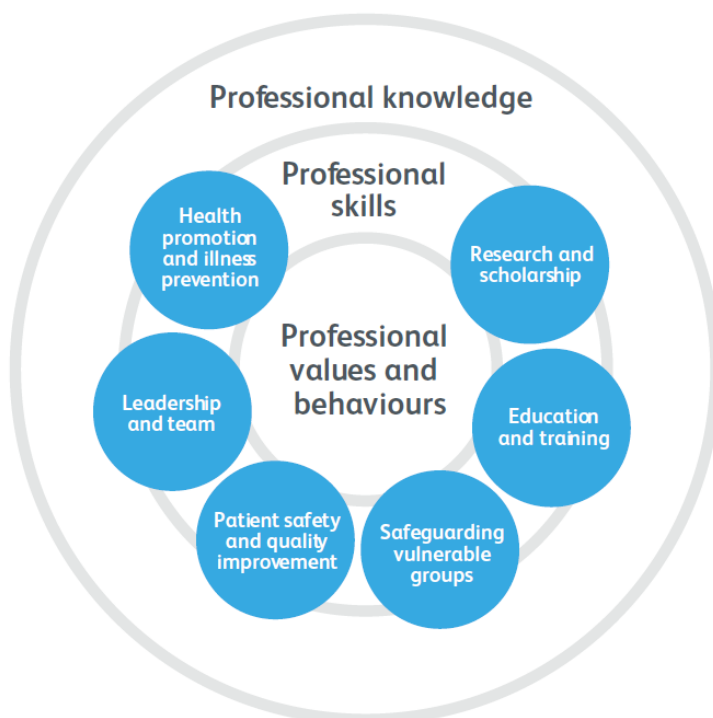 Professional knowledge
Professional
skills
Health
promotion
and illness
prevention
Research and
scholarship
Professional
values and
behaviours
Leadership
and team
Education
and training
Patient safety
and quality
improvement
Safeguarding
vulnerable
groups